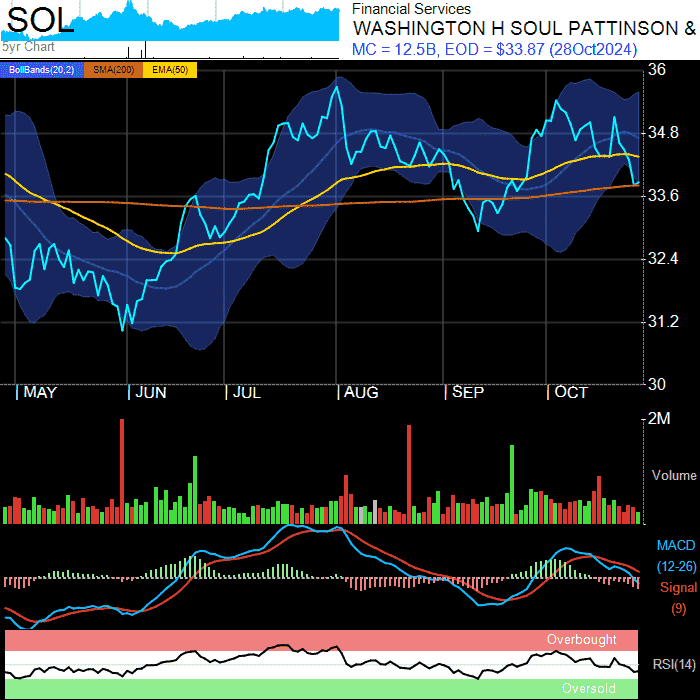 SOL
5yr Chart
Financial Services
WASHINGTON H SOUL PATTINSON &
MC = 12.5B, EOD = $33.87 (28Oct2024)
BollBands(20,2) SMA(200) EMA(50)
36
34.8
33.6
32.4
31.2
30
MAY JUN JUL AUG SEP OCT
2M
Volume
MACD
(12-26)
Signal
(9)
Overbought
RSI(14)
Oversold